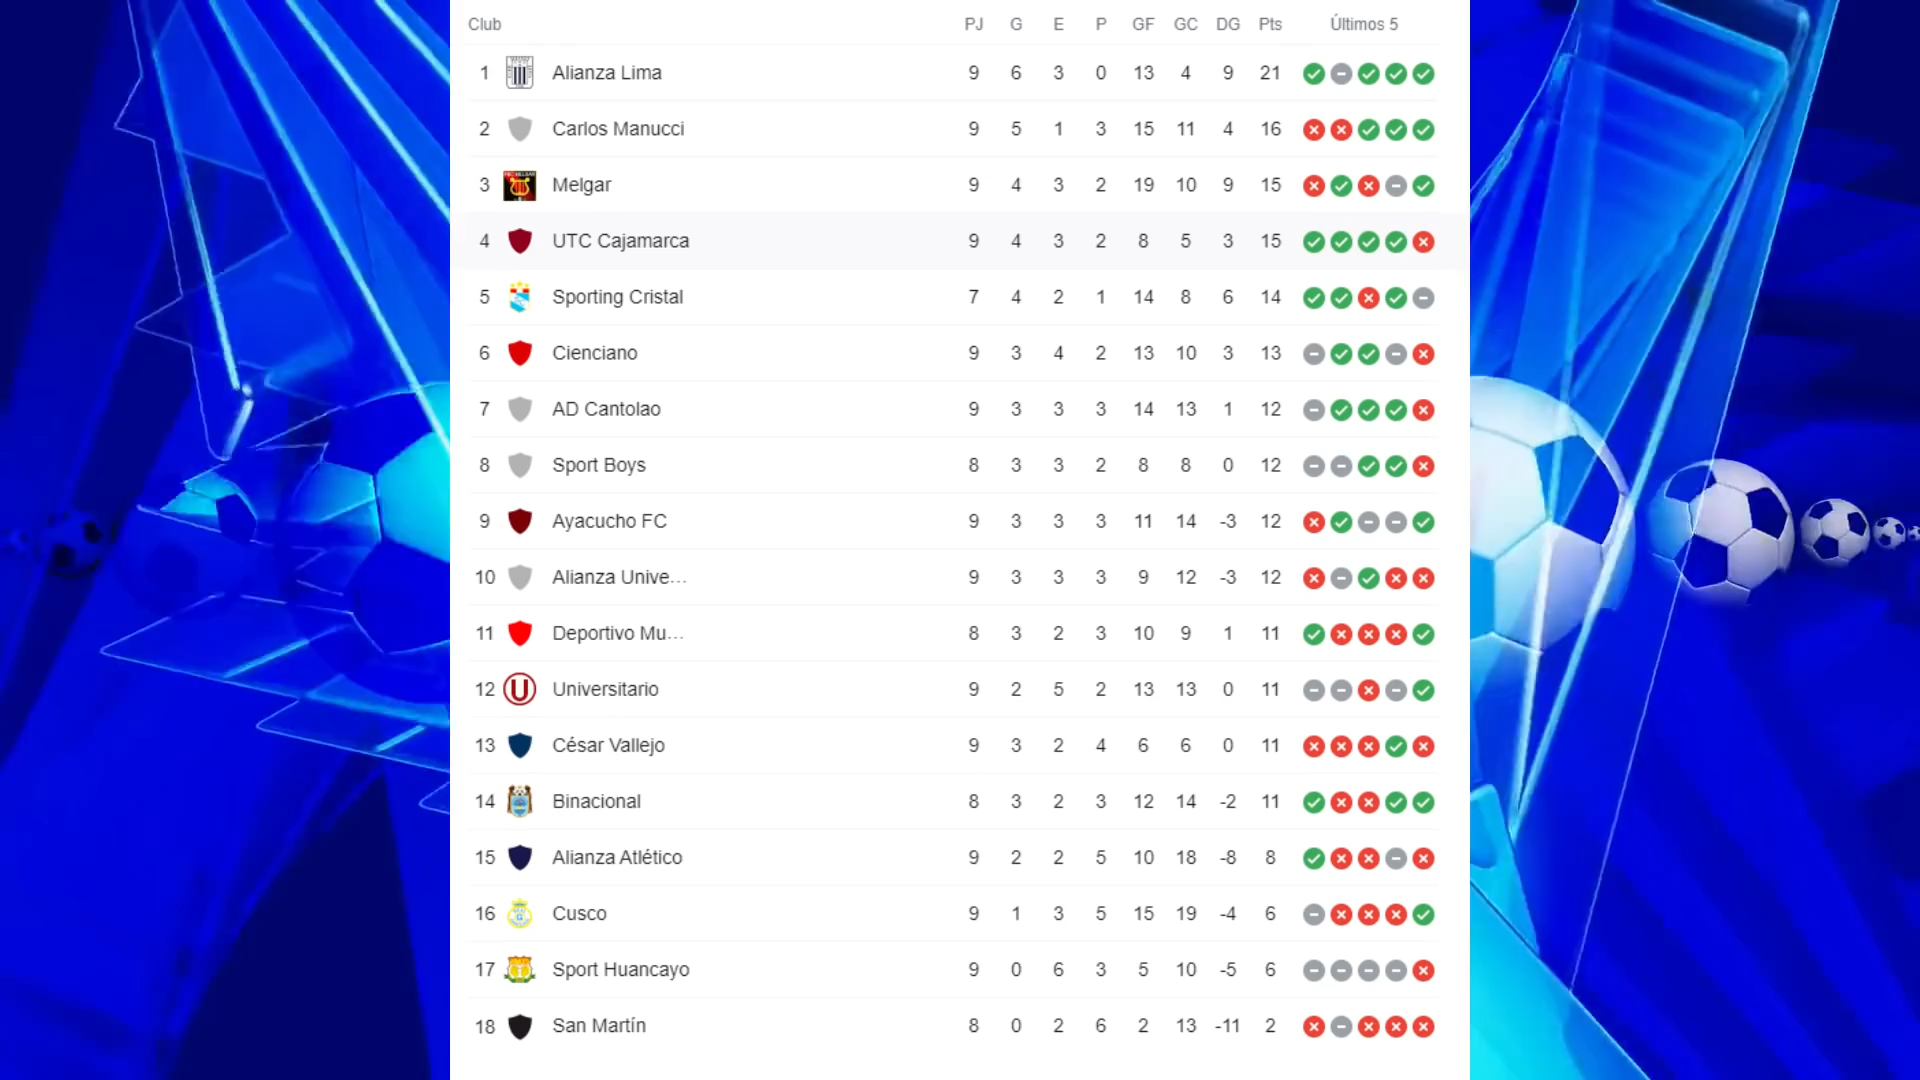 Club PJ G E P GF GC DG Pts Últimos 5
1 Alianza Lima 9 6 3 0 13 4 9 21
2 Carlos Manucci 9 5 1 3 15 11 4 16
3 Melgar 9 4 3 2 19 10 9 15
4 UTC Cajamarca 9 4 3 2 8 5 3 15
5 Sporting Cristal 7 4 2 1 14 8 6 14
6 Cienciano 9 3 4 2 13 10 3 13
7 AD Cantolao 9 3 3 3 14 13 1 12
8 Sport Boys 8 3 3 2 8 8 0 12
9 Ayacucho FC 9 3 3 3 11 14 -3 12
10 Alianza Unive... 9 3 3 3 9 12 -3 12
11 Deportivo Mu... 8 3 2 3 10 9 1 11
12 Universitario 9 2 5 2 13 13 0 11
13 César Vallejo 9 3 2 4 6 6 0 11
14 Binacional 8 3 2 3 12 14 -2 11
15 Alianza Atlético 9 2 2 5 10 18 -8 8
16 Cusco 9 1 3 5 15 19 -4 6
17 Sport Huancayo 9 0 6 3 5 10 -5 6
18 San Martín 8 0 2 6 2 13 -11 2